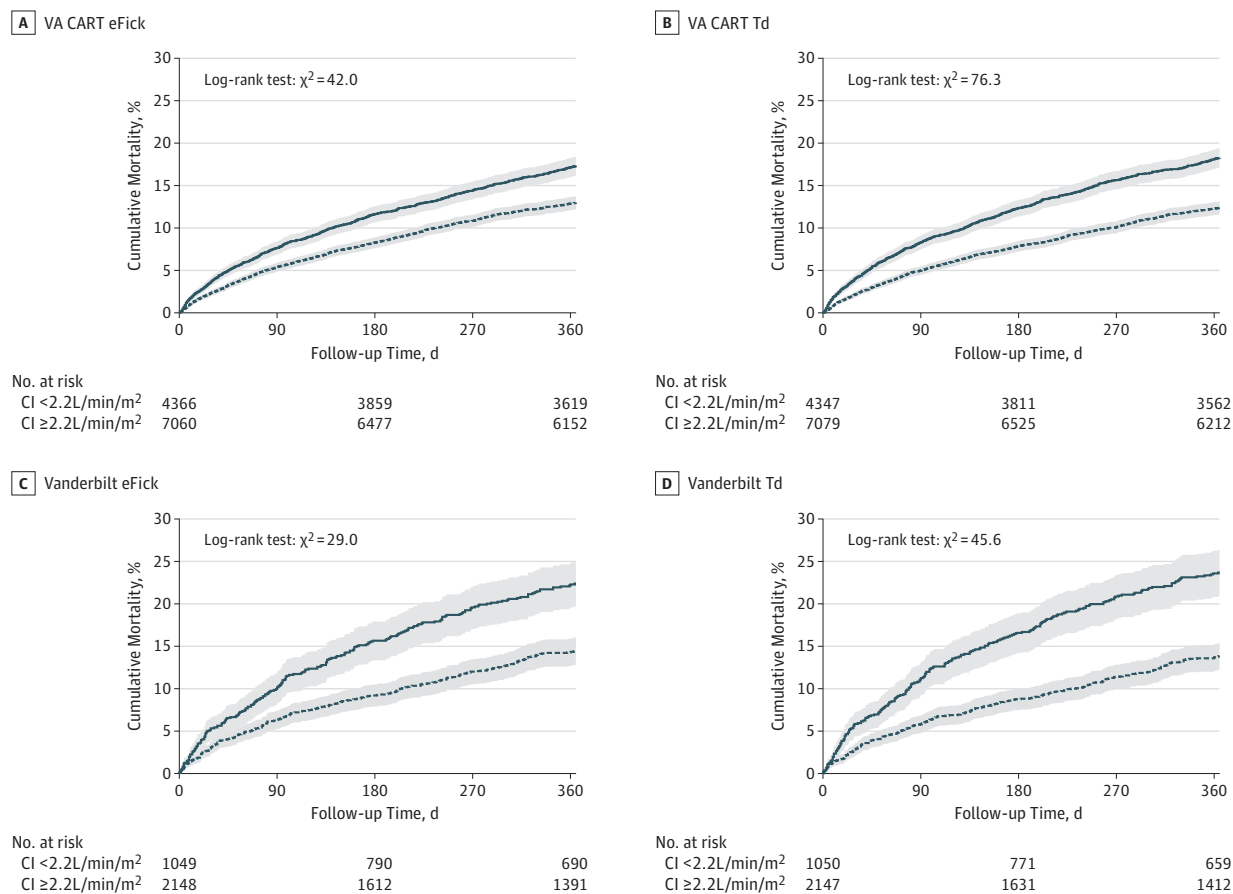 A VA CART eFick
30
25
20
15
10
5
0
Cumulative Mortality, %
Log-rank test: χ²=42.0
0 90 180 270 360
Follow-up Time, d
No. at risk
CI <2.2L/min/m² 4366 3859 3619
CI ≥2.2L/min/m² 7060 6477 6152
B VA CART Td
30
25
20
15
10
5
0
Cumulative Mortality, %
Log-rank test: χ²=76.3
0 90 180 270 360
Follow-up Time, d
No. at risk
CI <2.2L/min/m² 4347 3811 3562
CI ≥2.2L/min/m² 7079 6525 6212
C Vanderbilt eFick
30
25
20
15
10
5
0
Cumulative Mortality, %
Log-rank test: χ²=29.0
0 90 180 270 360
Follow-up Time, d
No. at risk
CI <2.2L/min/m² 1049 790 690
CI ≥2.2L/min/m² 2148 1612 1391
D Vanderbilt Td
30
25
20
15
10
5
0
Cumulative Mortality, %
Log-rank test: χ²=45.6
0 90 180 270 360
Follow-up Time, d
No. at risk
CI <2.2L/min/m² 1050 771 659
CI ≥2.2L/min/m² 2147 1631 1412